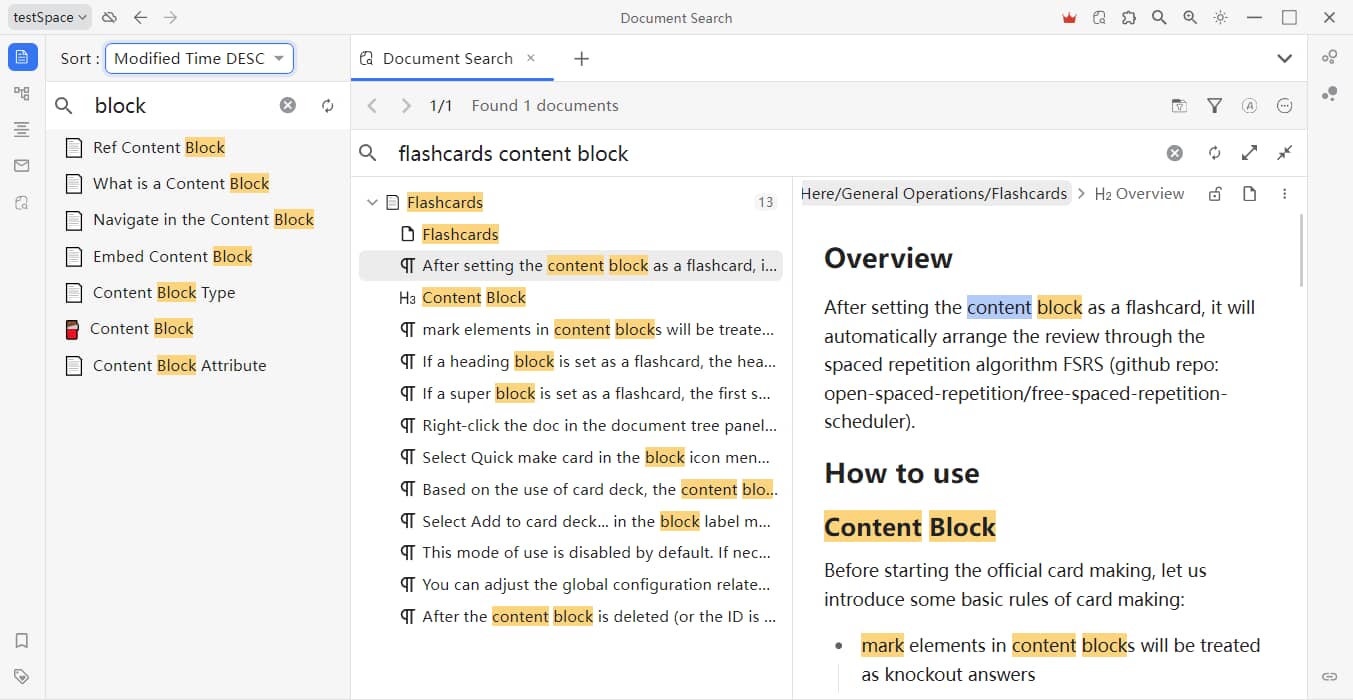 testSpace
Document Search
Sort :
Modified Time DESC
block
Ref Content Block
What is a Content Block
Navigate in the Content Block
Embed Content Block
Content Block Type
Content Block
Content Block Attribute
Document Search
1/1 Found 1 documents
flashcards content block
Flashcards 13
Flashcards
After setting the content block as a flashcard, i...
H3 Content Block
mark elements in content blocks will be treate...
If a heading block is set as a flashcard, the hea...
If a super block is set as a flashcard, the first s...
Right-click the doc in the document tree panel...
Select Quick make card in the block icon men...
Based on the use of card deck, the content blo...
Select Add to card deck... in the block label m...
This mode of use is disabled by default. If nec...
You can adjust the global configuration relate...
After the content block is deleted (or the ID is ...
Here/General Operations/Flashcards > H2 Overview
Overview
After setting the content block as a flashcard, it will
automatically arrange the review through the
spaced repetition algorithm FSRS (github repo:
open-spaced-repetition/free-spaced-repetition-
scheduler).
How to use
Content Block
Before starting the official card making, let us
introduce some basic rules of card making:
• mark elements in content blocks will be treated
as knockout answers